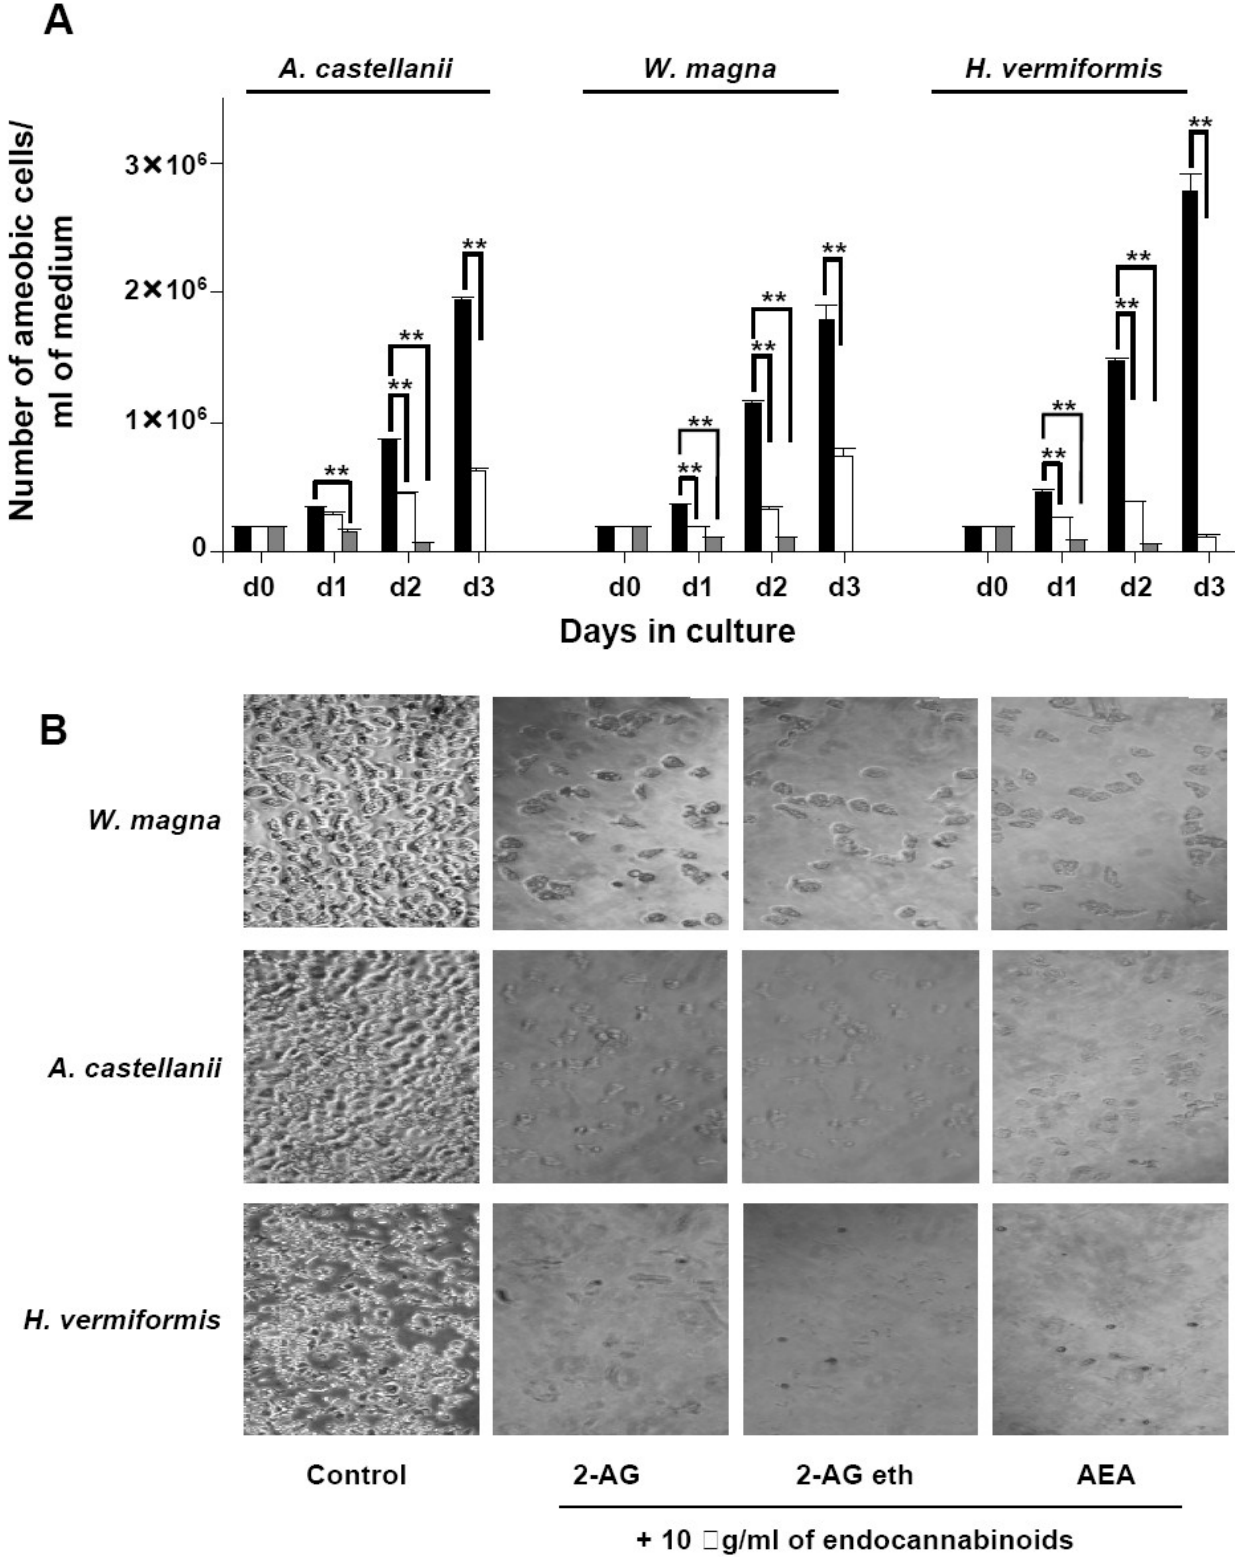 A
A. castellanii W. magna H. vermiformis
Number of ameobic cells/
ml of medium
3×10⁶
2×10⁶
1×10⁶
0
** ** ** **
** ** ** ** ** **
** ** ** ** ** **
d0 d1 d2 d3 d0 d1 d2 d3 d0 d1 d2 d3
Days in culture
B
W. magna
A. castellanii
H. vermiformis
Control 2-AG 2-AG eth AEA
+ 10 □g/ml of endocannabinoids